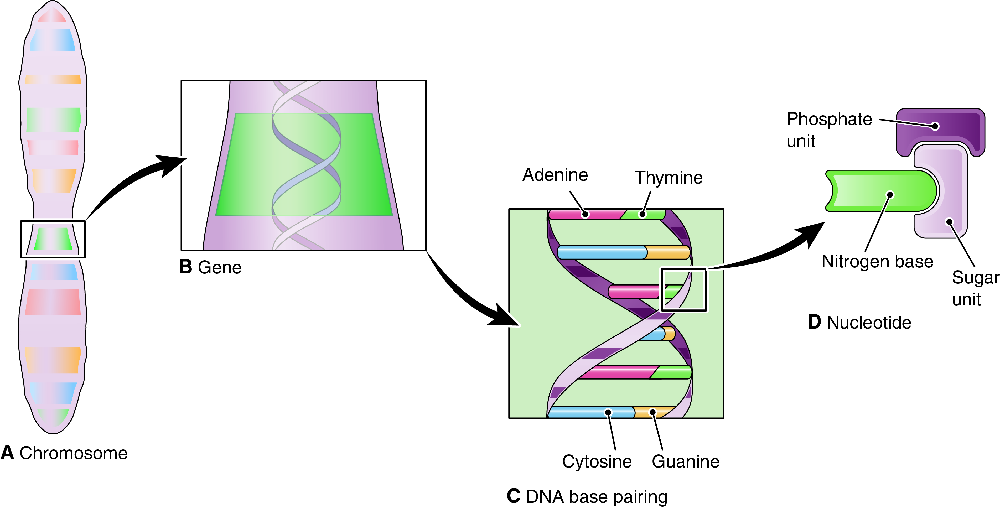 Phosphate
unit
Adenine
Thymine
Nitrogen base
B Gene
Sugar
unit
D Nucleotide
A Chromosome
Cytosine
Guanine
C DNA base pairing